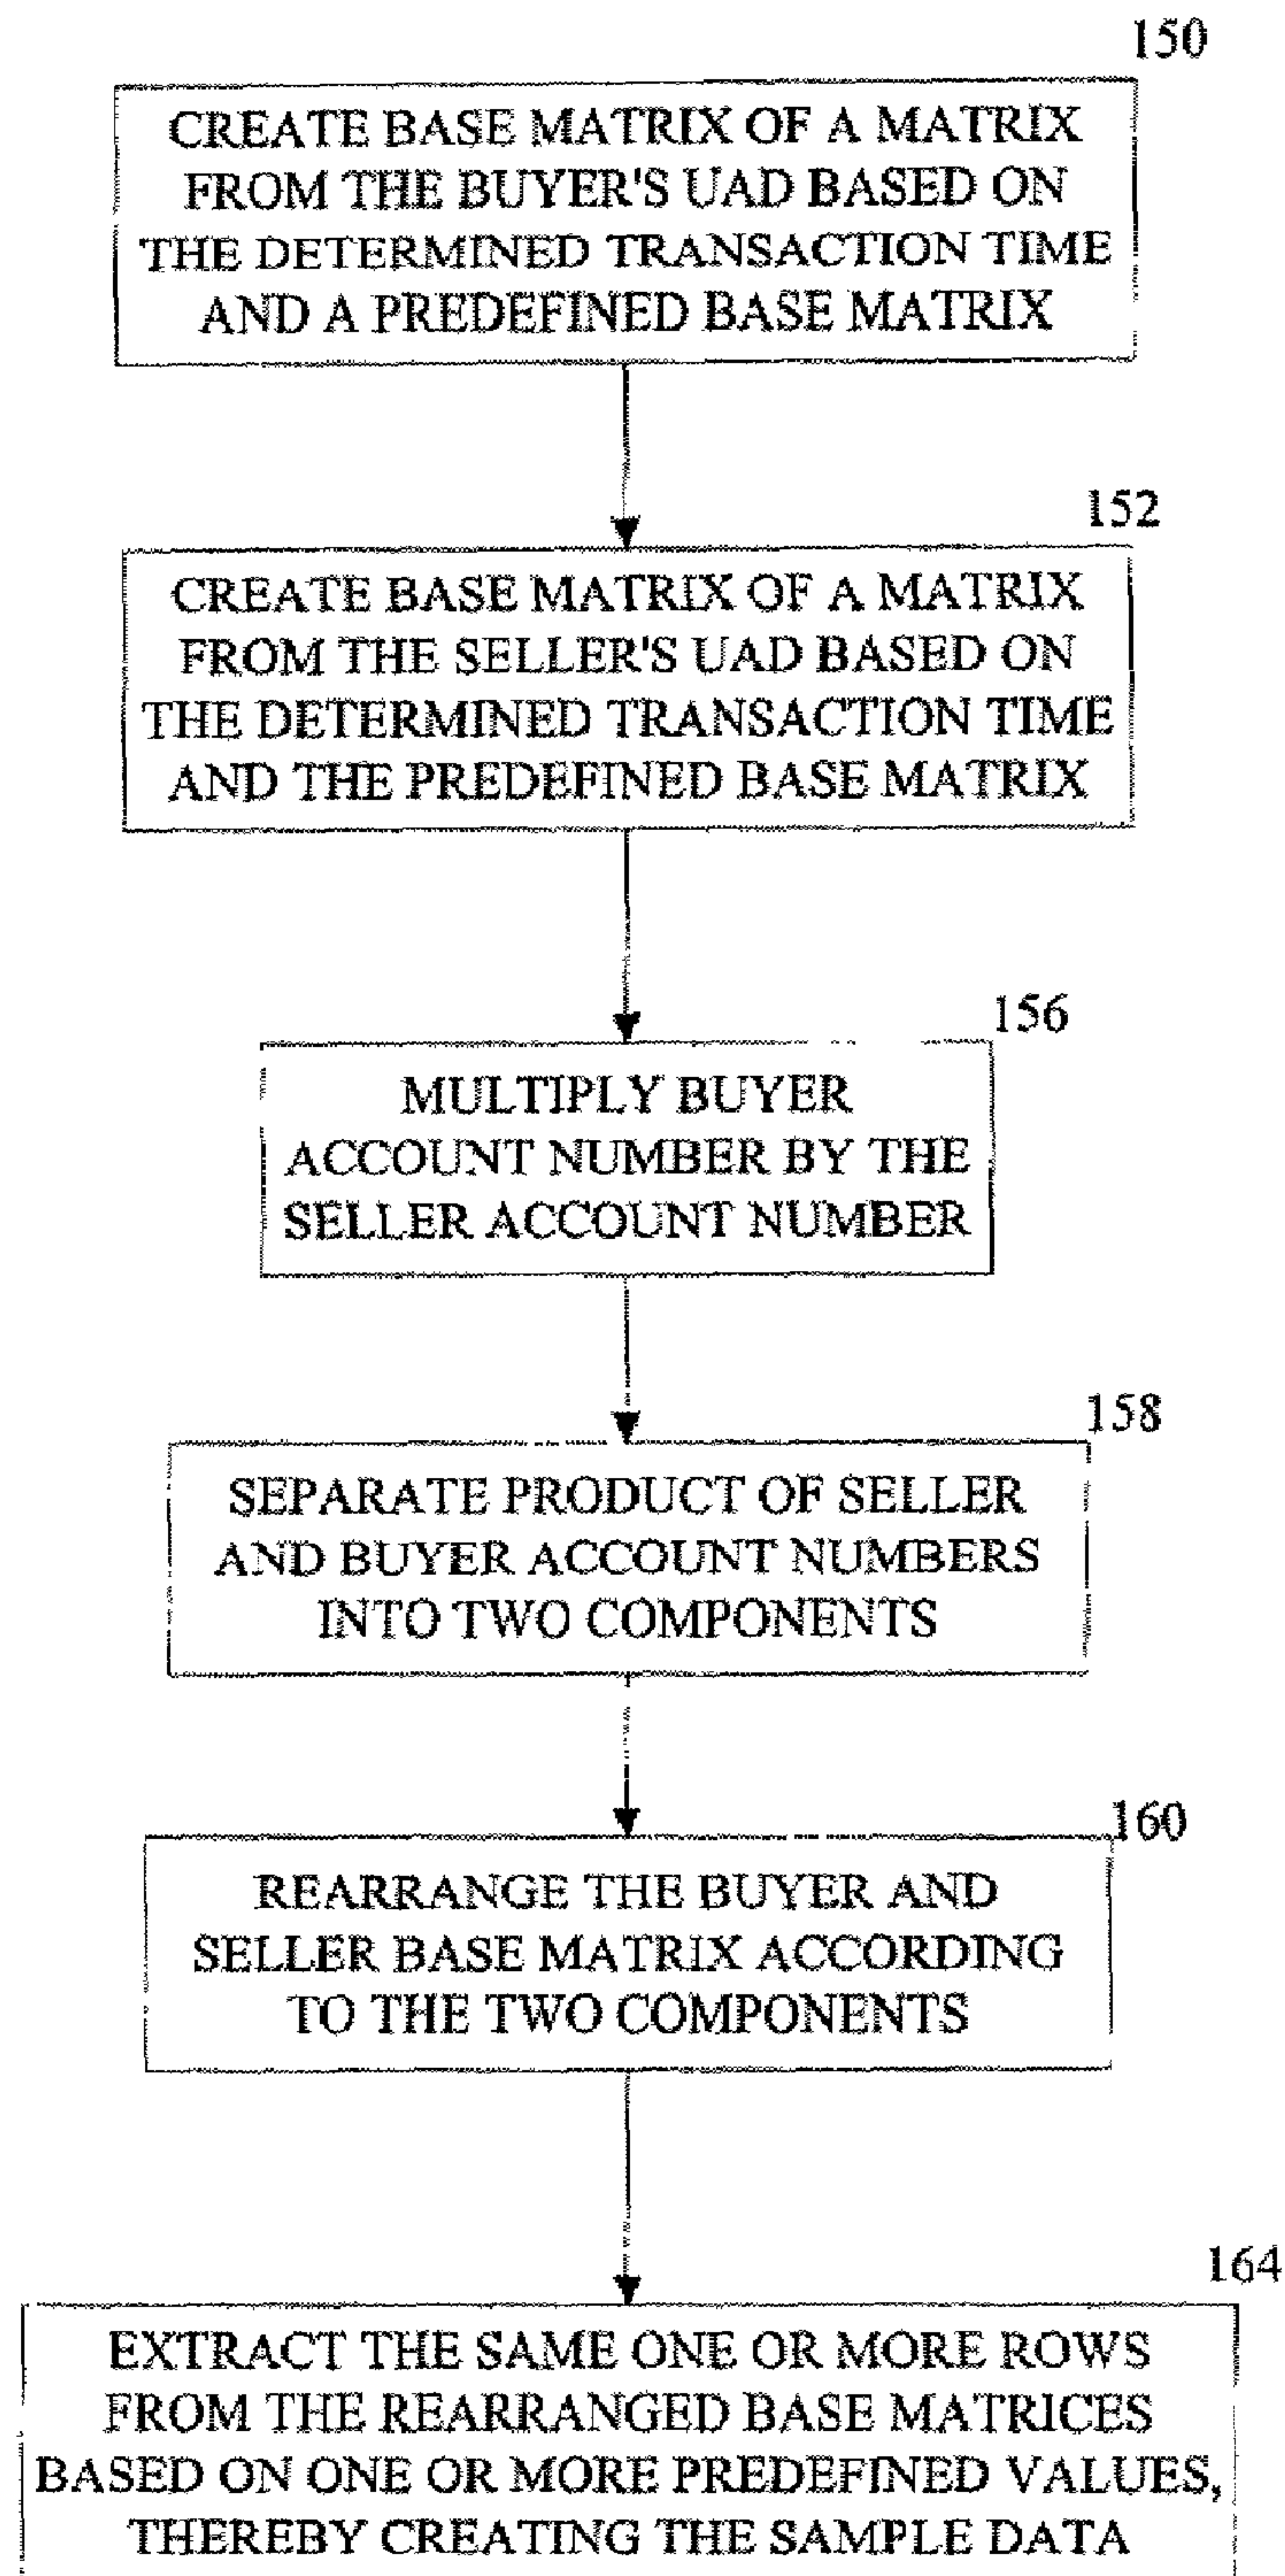 150
CREATE BASE MATRIX OF A MATRIX
FROM THE BUYER'S UAD BASED ON
THE DETERMINED TRANSACTION TIME
AND A PREDEFINED BASE MATRIX
152
CREATE BASE MATRIX OF A MATRIX
FROM THE SELLER'S UAD BASED ON
THE DETERMINED TRANSACTION TIME
AND THE PREDEFINED BASE MATRIX
156
MULTIPLY BUYER
ACCOUNT NUMBER BY THE
SELLER ACCOUNT NUMBER
158
SEPARATE PRODUCT OF SELLER
AND BUYER ACCOUNT NUMBERS
INTO TWO COMPONENTS
160
REARRANGE THE BUYER AND
SELLER BASE MATRIX ACCORDING
TO THE TWO COMPONENTS
164
EXTRACT THE SAME ONE OR MORE ROWS
FROM THE REARRANGED BASE MATRICES
BASED ON ONE OR MORE PREDEFINED VALUES,
THEREBY CREATING THE SAMPLE DATA